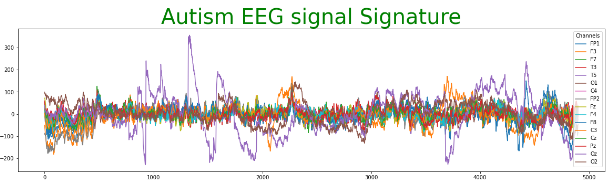 Autism EEG signal Signature
300
200
100
0
−100
−200
0
1000
2000
3000
4000
5000
Channels
FP1
F3
F7
T3
T5
O1
C4
FP2
Fz
F4
F8
C3
Cz
Pz
Oz
O2